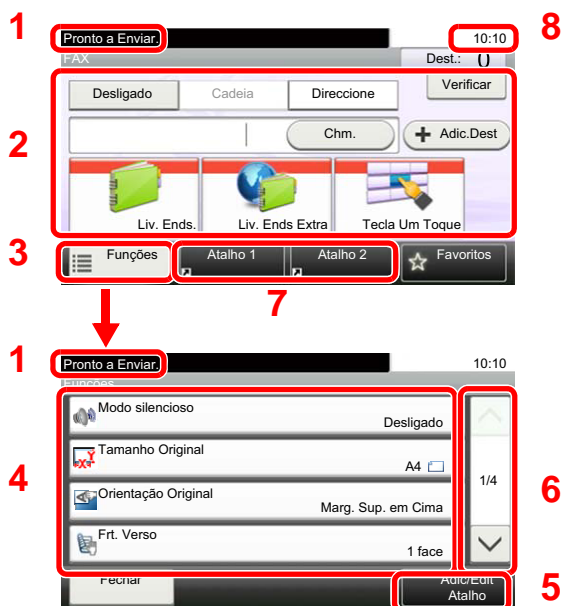 1
Pronto a Enviar.
10:10
8
FAX
Dest.: 0
Desligado
Cadeia
Direccione
Verificar
2
Chm.
+ Adic.Dest
Liv. Ends.
Liv. Ends Extra
Tecla Um Toque
3
Funções
Atalho 1
Atalho 2
Favoritos
7
1
Pronto a Enviar.
10:10
Funções
4
Modo silencioso
Desligado
Tamanho Original
A4
Orientação Original
Marg. Sup. em Cima
Frt. Verso
1 face
1/4
6
Fechar
Adic/Edit
Atalho
5